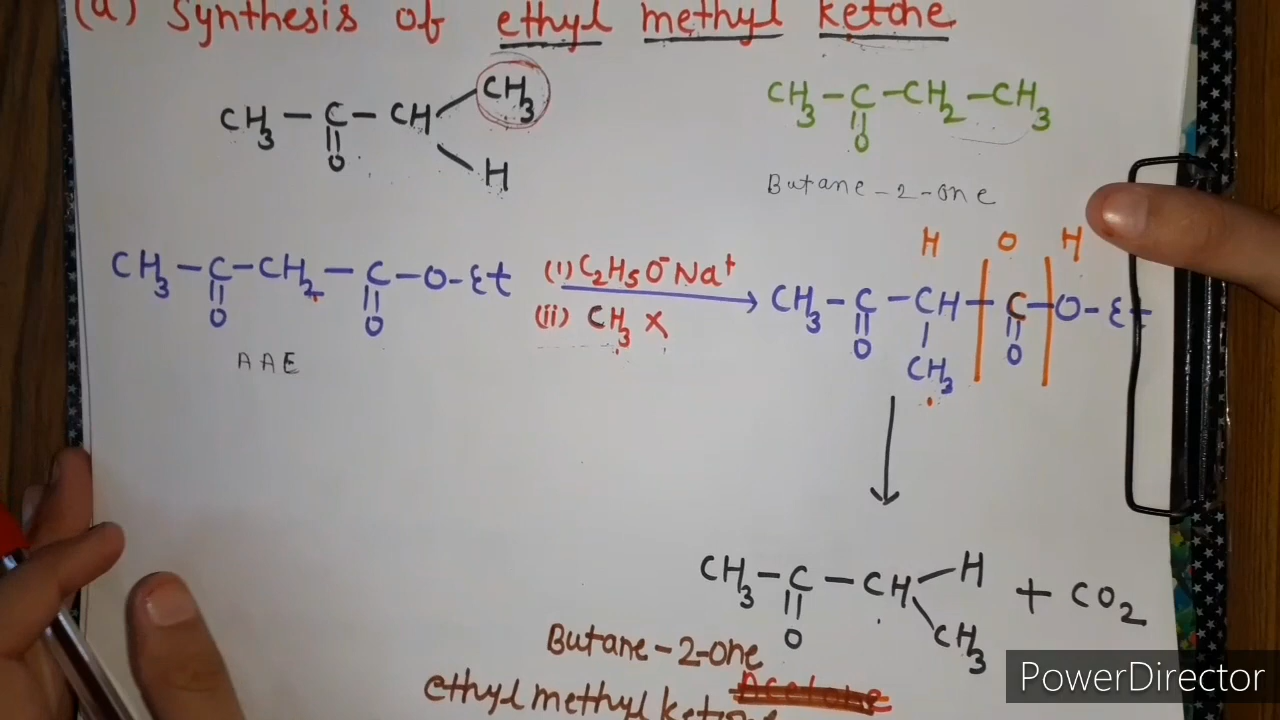 (a) Synthesis of ethyl methyl ketone
CH3 – C – CH CH3
O
H
CH3 – C – CH2 – CH3
O
Butane-2-one
H O H
CH3 – C – CH2 – C – O – Et
O O
AAE
(i) C2H5O-Na+
(ii) CH3 X
CH3 – C – CH – C – O – Et
O O
CH3
CH3 – C – CH H + CO2
O
CH3
Butane-2-one
ethyl methyl ketone Acetone
PowerDirector